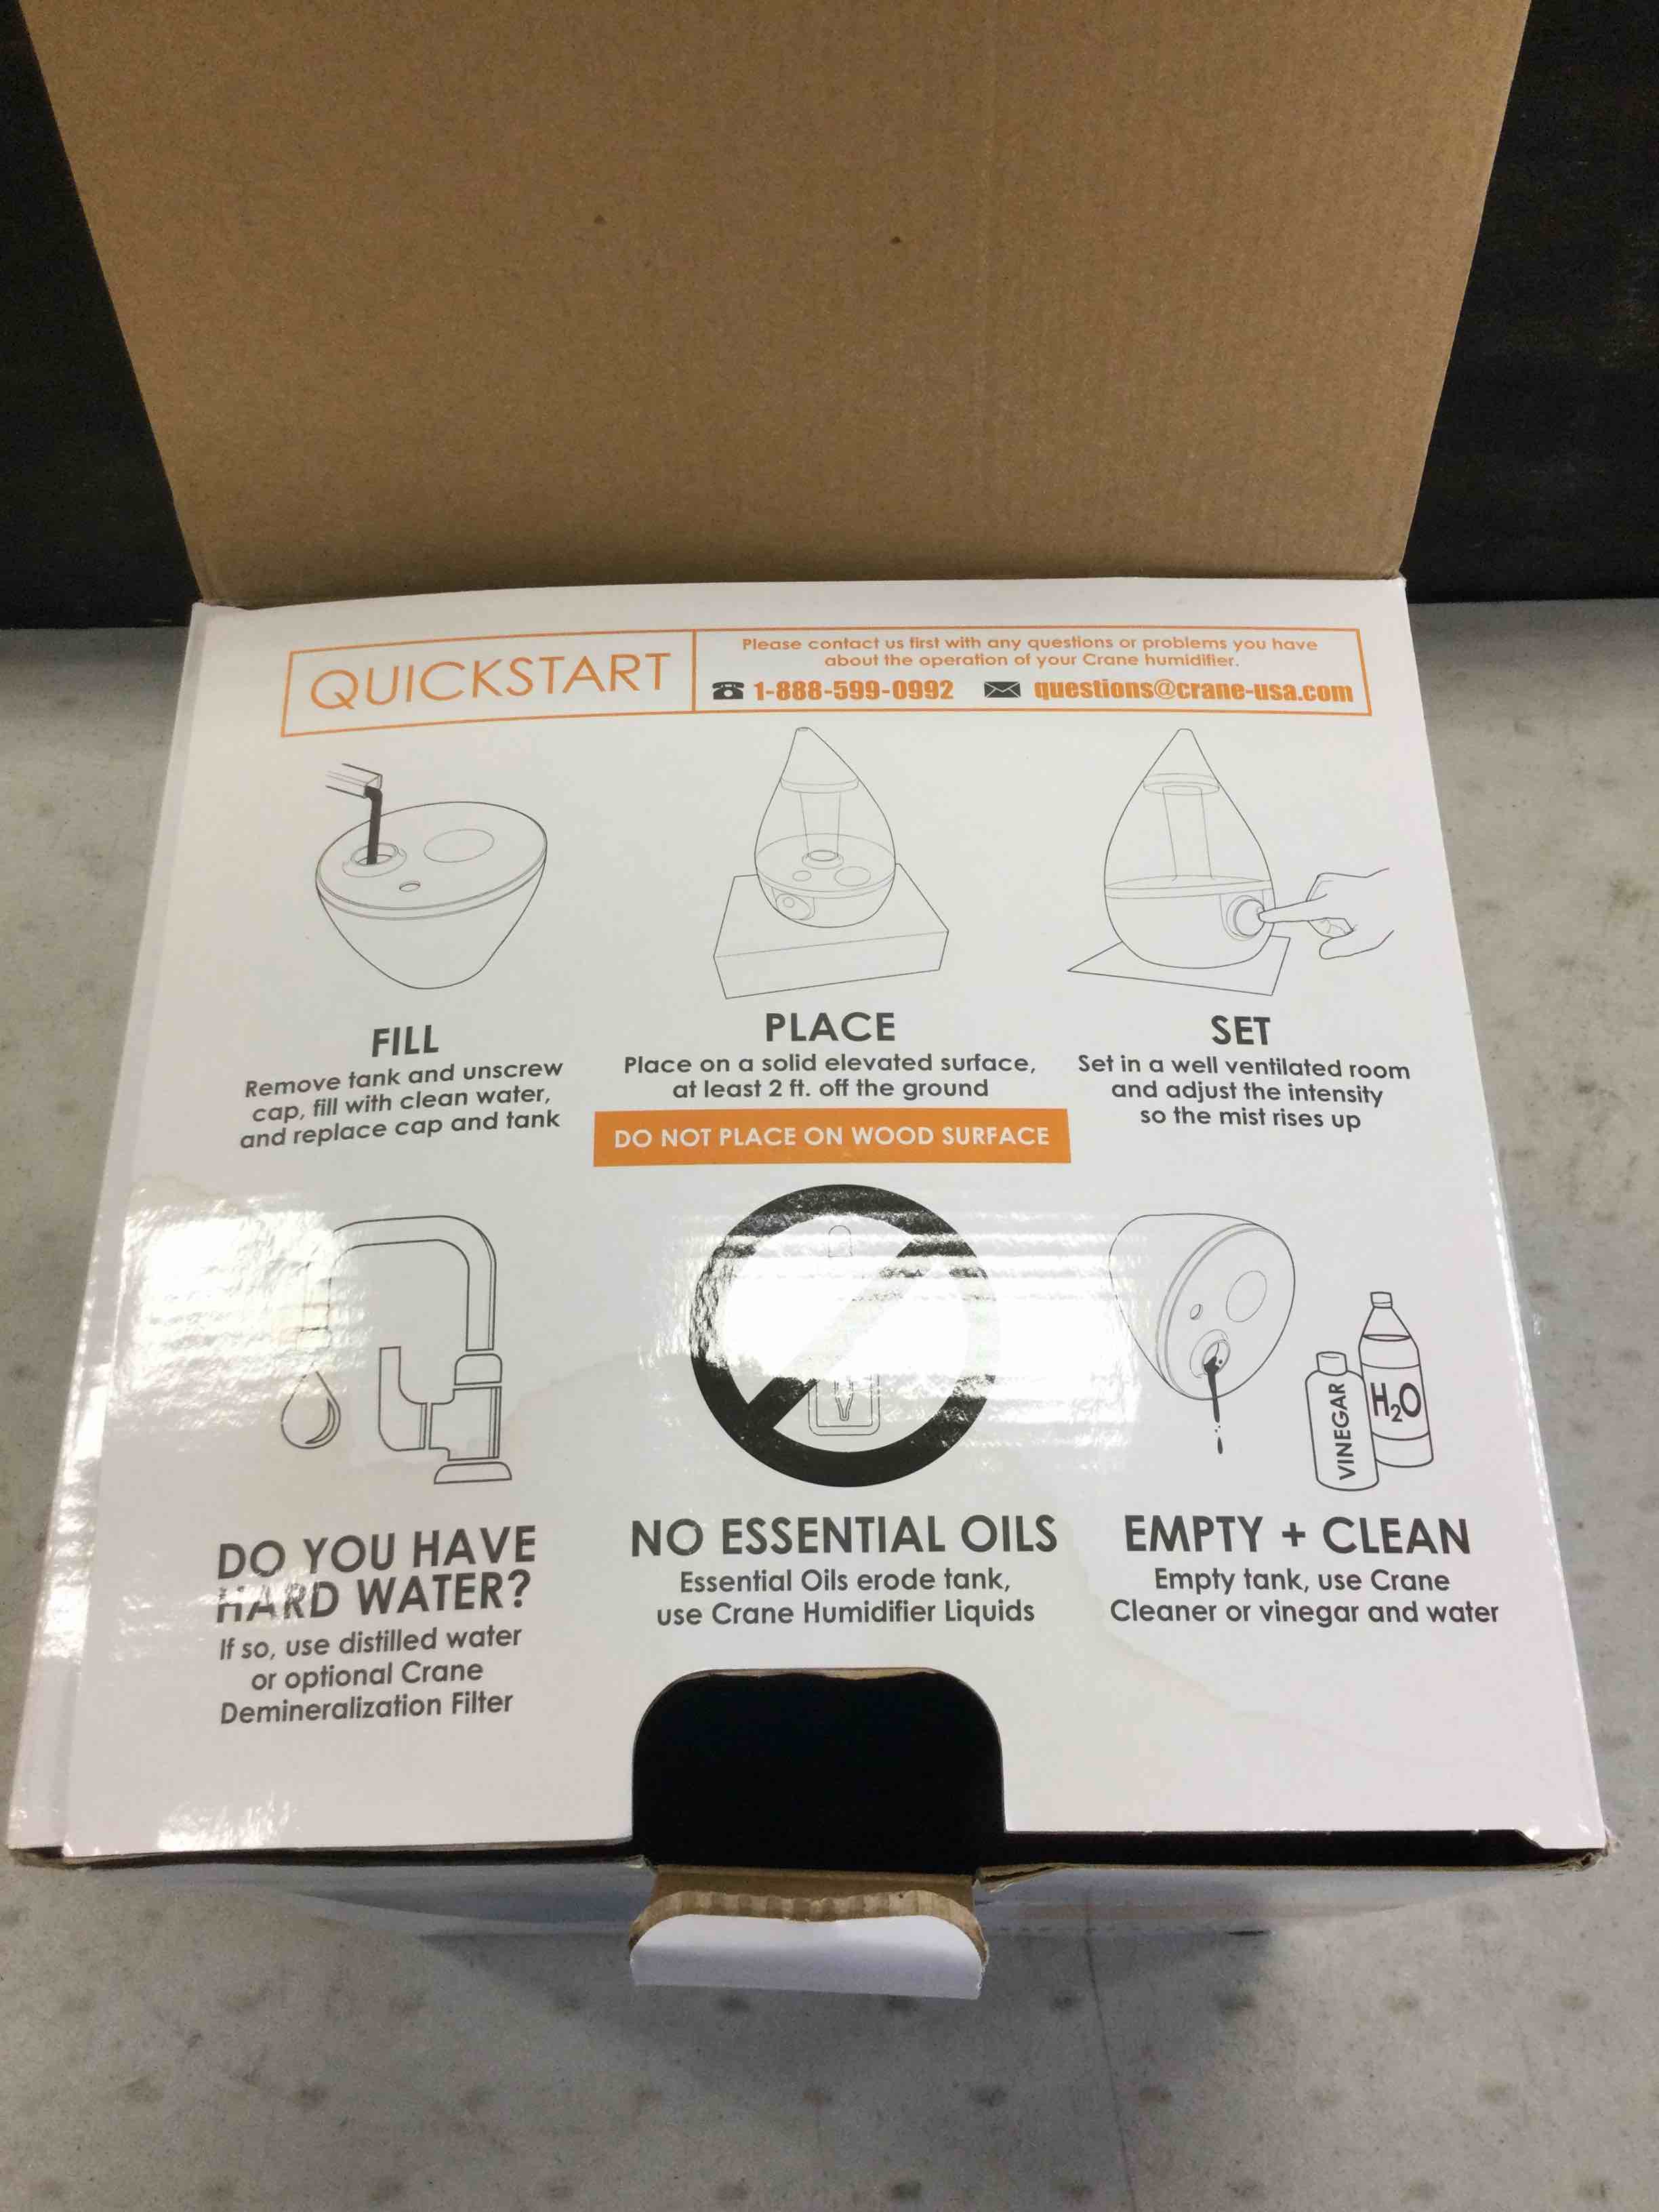 QUICKSTART
Please contact us first with any questions or problems you have
about the operation of your Crane humidifier.
1-888-599-0992 questions@crane-usa.com
FILL
Remove tank and unscrew
cap, fill with clean water,
and replace cap and tank
PLACE
Place on a solid elevated surface,
at least 2 ft. off the ground
DO NOT PLACE ON WOOD SURFACE
SET
Set in a well ventilated room
and adjust the intensity
so the mist rises up
DO YOU HAVE
HARD WATER?
If so, use distilled water
or optional Crane
Demineralization Filter
NO ESSENTIAL OILS
Essential Oils erode tank,
use Crane Humidifier Liquids
VINEGAR
H₂O
EMPTY + CLEAN
Empty tank, use Crane
Cleaner or vinegar and water